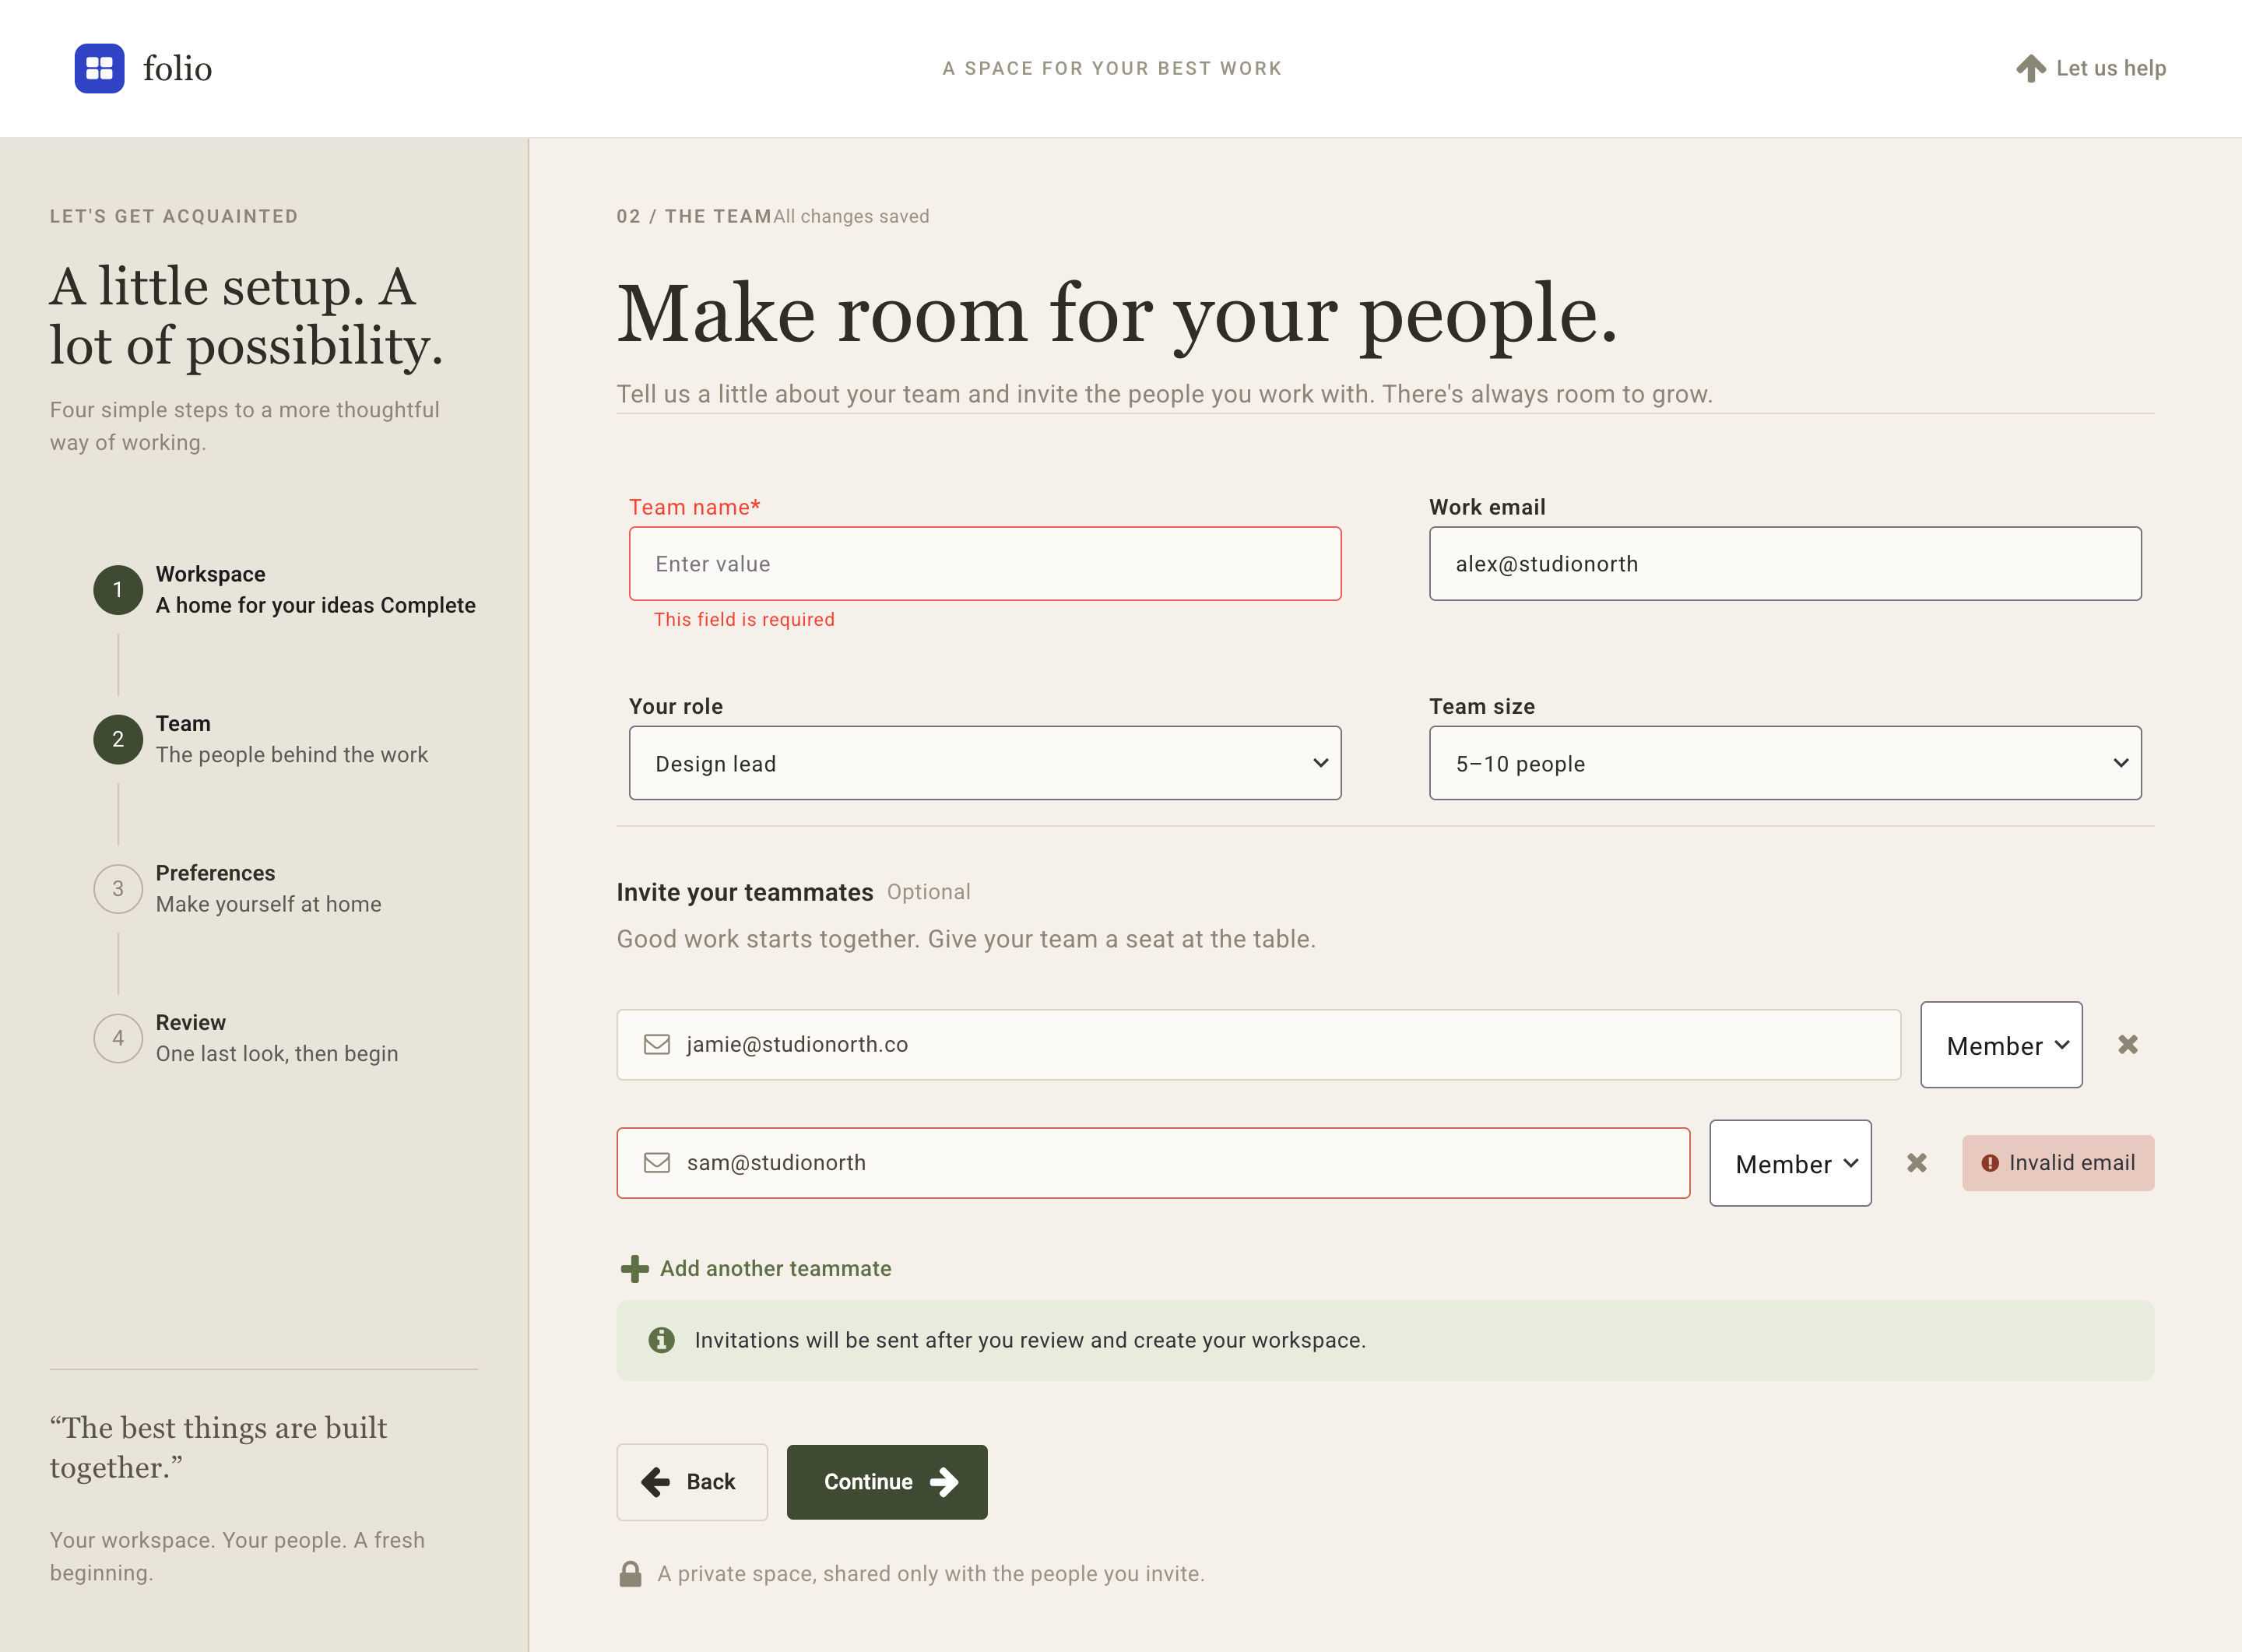 folio
A SPACE FOR YOUR BEST WORK
Let us help
LET'S GET ACQUAINTED
A little setup. A
lot of possibility.
Four simple steps to a more thoughtful
way of working.
1
Workspace
A home for your ideas Complete
2
Team
The people behind the work
3
Preferences
Make yourself at home
4
Review
One last look, then begin
“The best things are built
together.”
Your workspace. Your people. A fresh
beginning.
02 / THE TEAM All changes saved
Make room for your people.
Tell us a little about your team and invite the people you work with. There's always room to grow.
Team name*
Enter value
This field is required
Work email
alex@studionorth
Your role
Design lead
Team size
5–10 people
Invite your teammates Optional
Good work starts together. Give your team a seat at the table.
jamie@studionorth.co
Member
sam@studionorth
Member
Invalid email
Add another teammate
Invitations will be sent after you review and create your workspace.
Back
Continue
A private space, shared only with the people you invite.